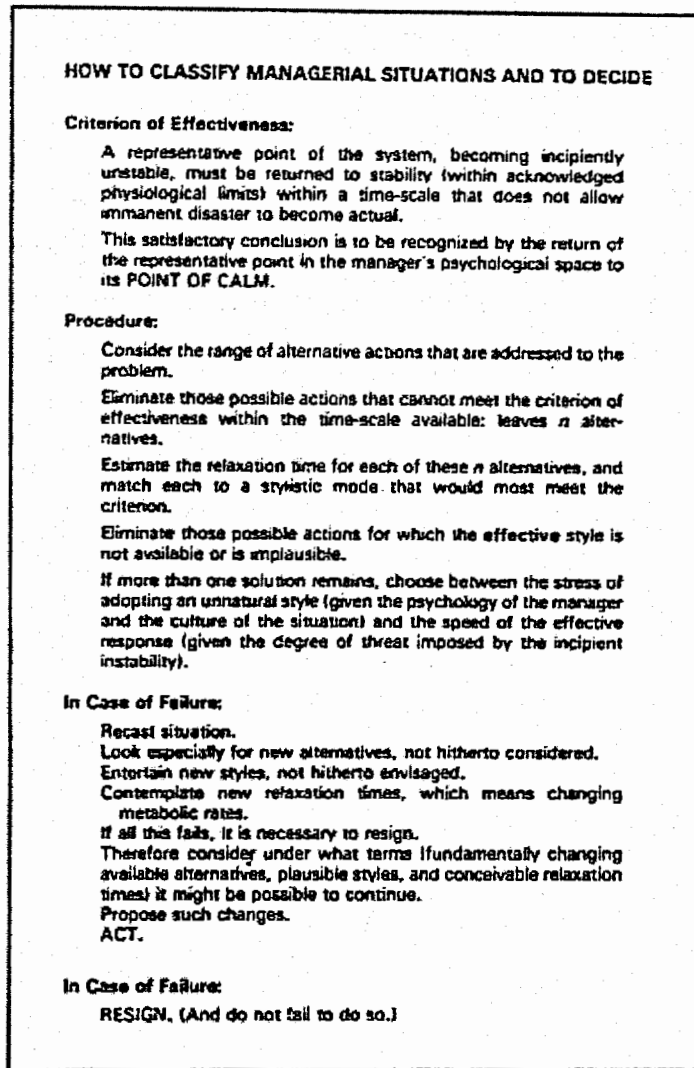 HOW TO CLASSIFY MANAGERIAL SITUATIONS AND TO DECIDE
Criterion of Effectiveness:
A representative point of the system, becoming incipiently
unstable, must be returned to stability (within acknowledged
physiological limits) within a time-scale that does not allow
immanent disaster to become actual.
This satisfactory conclusion is to be recognized by the return of
the representative point in the manager's psychological space to
its POINT OF CALM.
Procedure:
Consider the range of alternative actions that are addressed to the
problem.
Eliminate those possible actions that cannot meet the criterion of
effectiveness within the time-scale available: leaves n alter-
natives.
Estimate the relaxation time for each of these n alternatives, and
match each to a stylistic mode that would most meet the
criterion.
Eliminate those possible actions for which the effective style is
not available or is implausible.
If more than one solution remains, choose between the stress of
adopting an unnatural style (given the psychology of the manager
and the culture of the situation) and the speed of the effective
response (given the degree of threat imposed by the incipient
instability).
In Case of Failure:
Recast situation.
Look especially for new alternatives, not hitherto considered.
Entertain new styles, not hitherto envisaged.
Contemplate new relaxation times, which means changing
metabolic rates.
If all this fails, it is necessary to resign.
Therefore consider under what terms (fundamentally changing
available alternatives, plausible styles, and conceivable relaxation
times) it might be possible to continue.
Propose such changes.
ACT.
In Case of Failure:
RESIGN. (And do not fail to do so.)